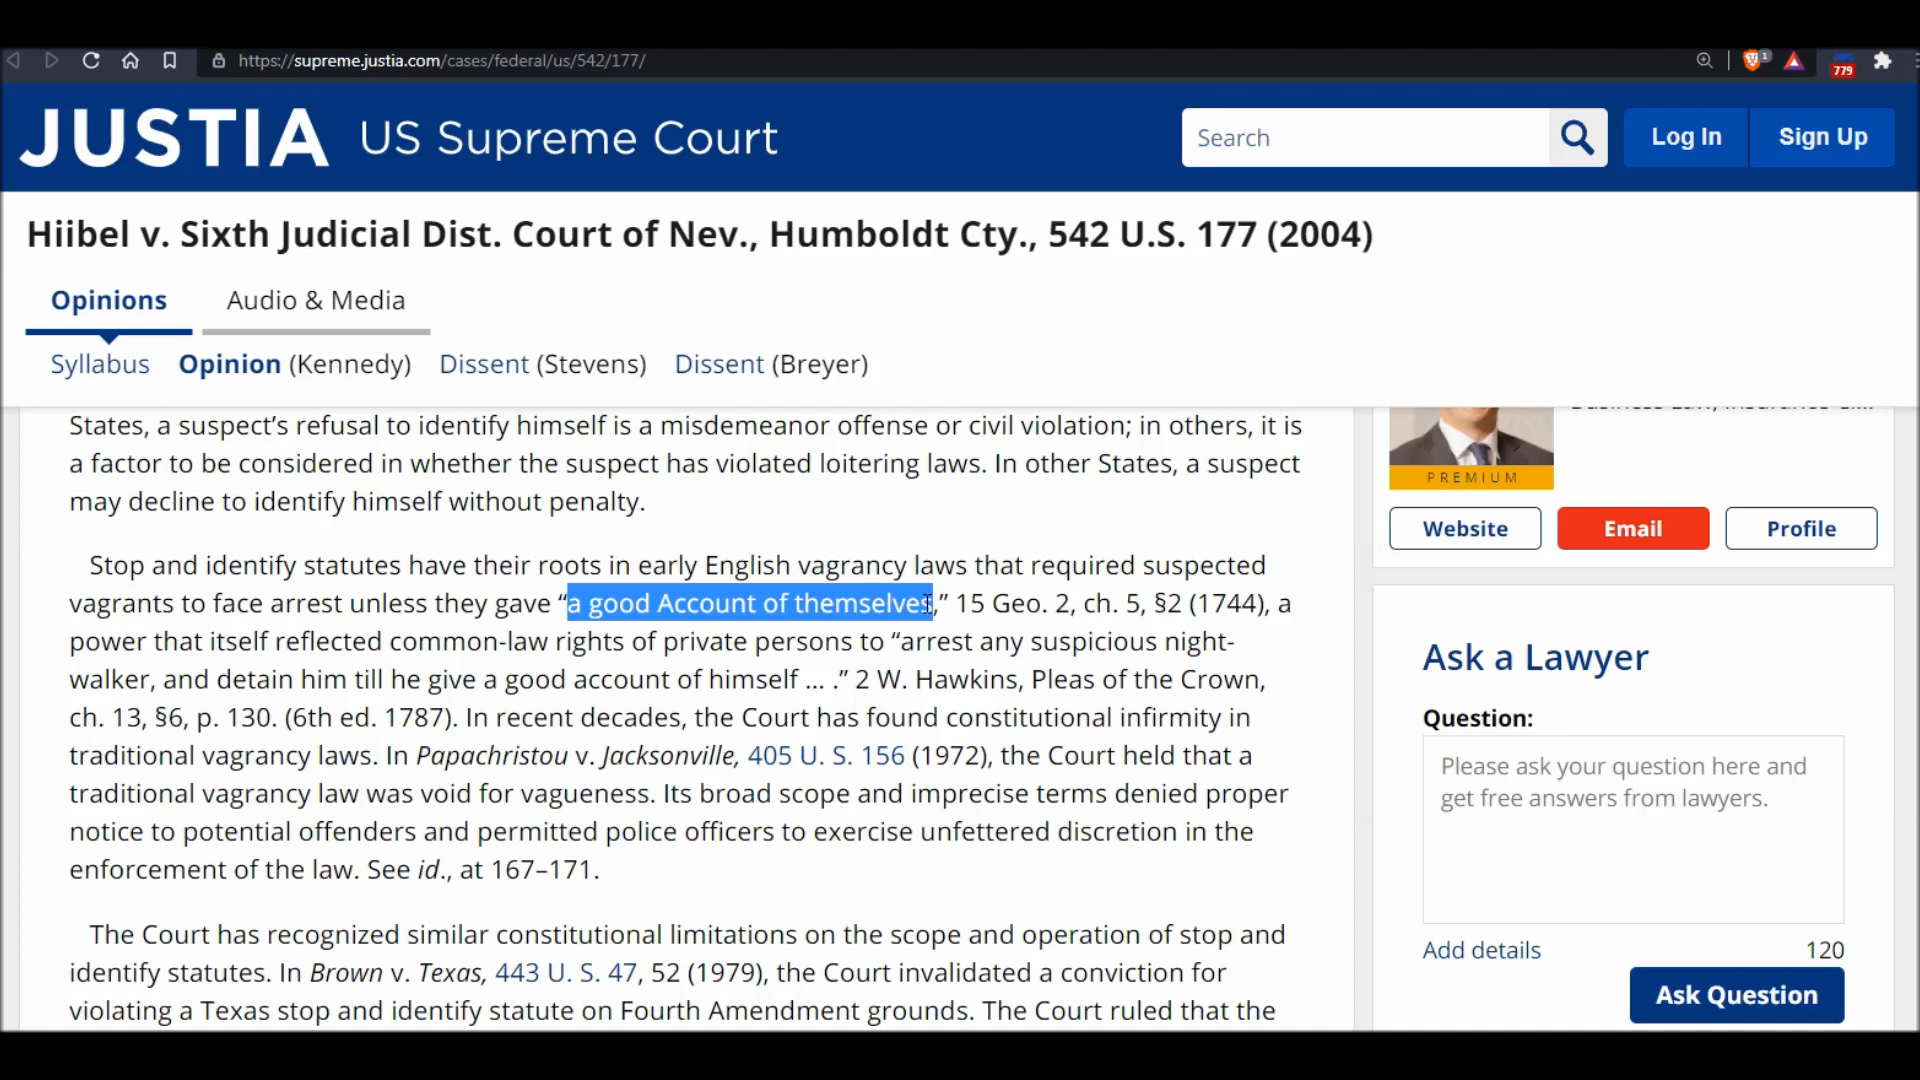 https://supreme.justia.com/cases/federal/us/542/177/
1
779
JUSTIA US Supreme Court
Search
Log In
Sign Up
Hiibel v. Sixth Judicial Dist. Court of Nev., Humboldt Cty., 542 U.S. 177 (2004)
Opinions
Audio & Media
Syllabus
Opinion (Kennedy)
Dissent (Stevens)
Dissent (Breyer)
States, a suspect’s refusal to identify himself is a misdemeanor offense or civil violation; in others, it is
a factor to be considered in whether the suspect has violated loitering laws. In other States, a suspect
may decline to identify himself without penalty.
Stop and identify statutes have their roots in early English vagrancy laws that required suspected
vagrants to face arrest unless they gave “a good Account of themselves,” 15 Geo. 2, ch. 5, §2 (1744), a
power that itself reflected common-law rights of private persons to “arrest any suspicious night-
walker, and detain him till he give a good account of himself … .” 2 W. Hawkins, Pleas of the Crown,
ch. 13, §6, p. 130. (6th ed. 1787). In recent decades, the Court has found constitutional infirmity in
traditional vagrancy laws. In Papachristou v. Jacksonville, 405 U. S. 156 (1972), the Court held that a
traditional vagrancy law was void for vagueness. Its broad scope and imprecise terms denied proper
notice to potential offenders and permitted police officers to exercise unfettered discretion in the
enforcement of the law. See id., at 167–171.
The Court has recognized similar constitutional limitations on the scope and operation of stop and
identify statutes. In Brown v. Texas, 443 U. S. 47, 52 (1979), the Court invalidated a conviction for
violating a Texas stop and identify statute on Fourth Amendment grounds. The Court ruled that the
PREMIUM
Website
Email
Profile
Ask a Lawyer
Question:
Please ask your question here and
get free answers from lawyers.
Add details
120
Ask Question